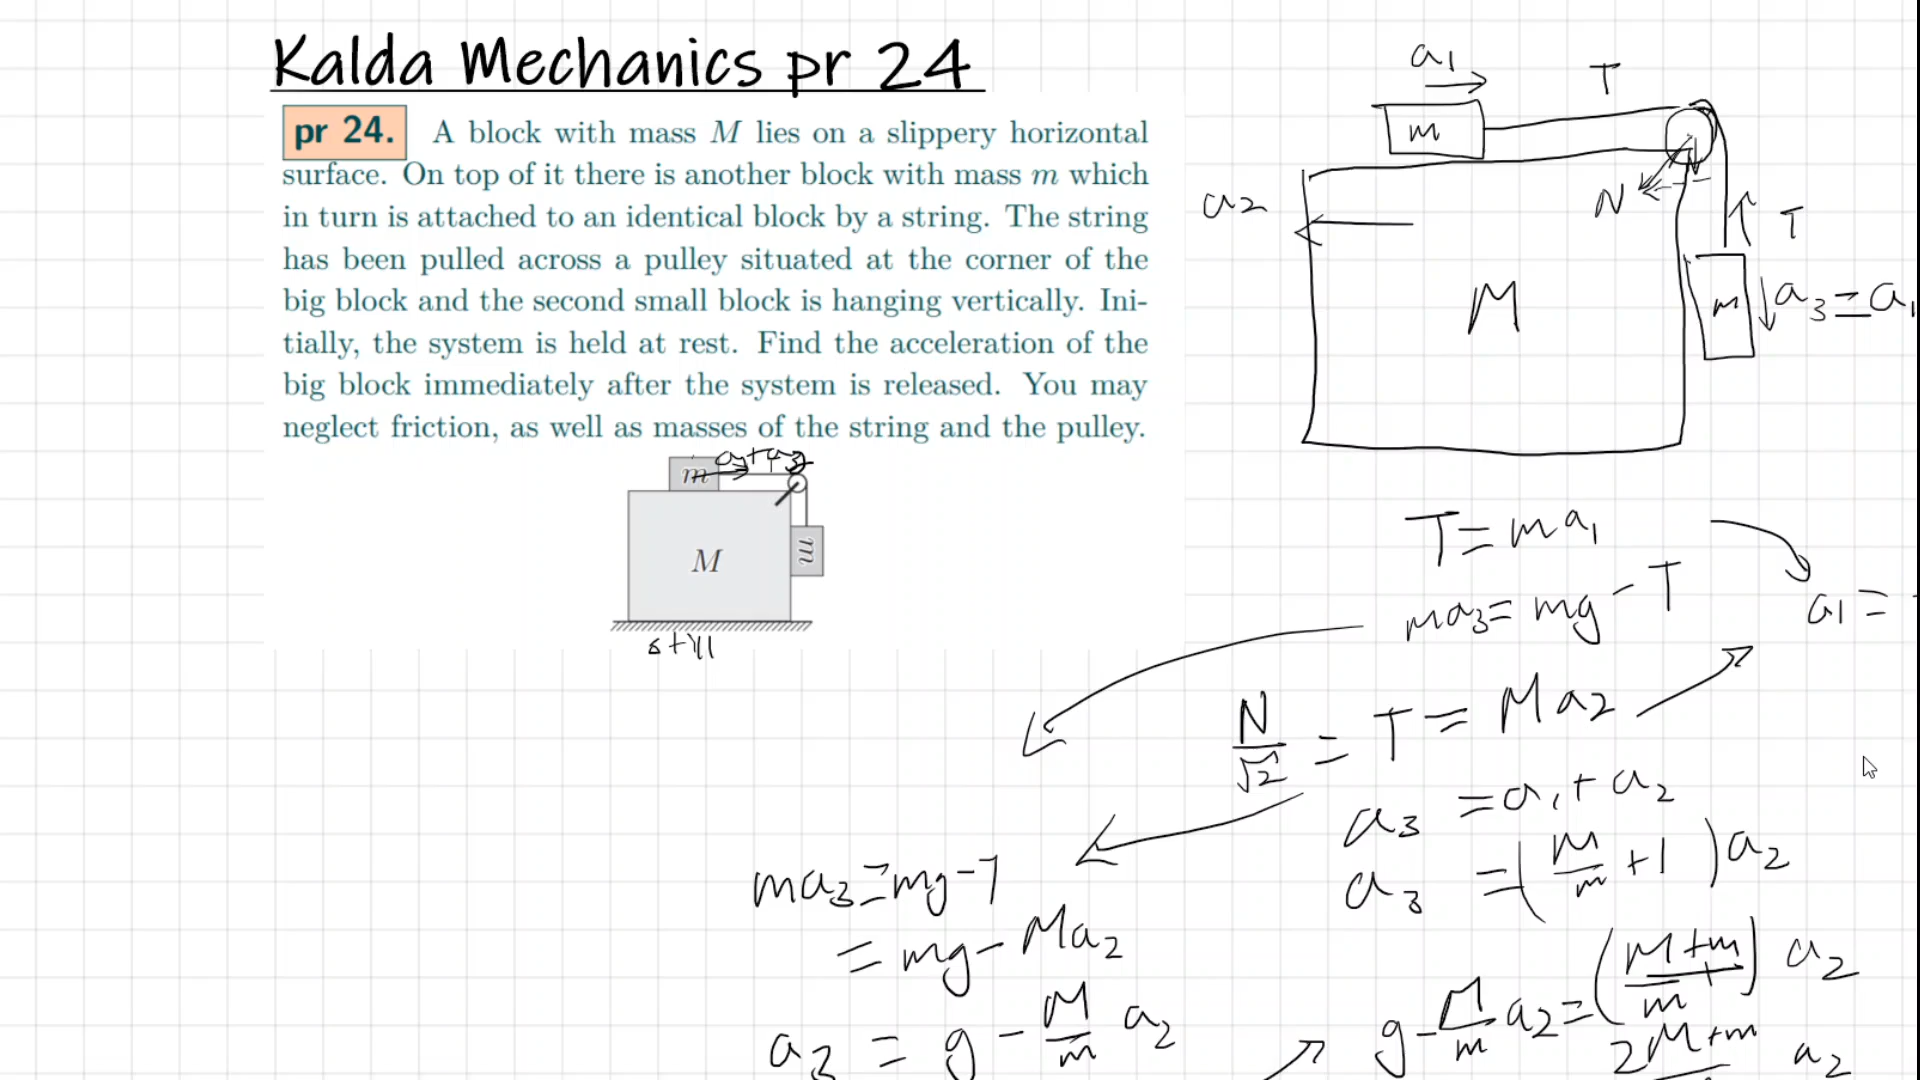 Kalda Mechanics pr 24
pr 24. A block with mass M lies on a slippery horizontal
surface. On top of it there is another block with mass m which
in turn is attached to an identical block by a string. The string
has been pulled across a pulley situated at the corner of the
big block and the second small block is hanging vertically. Ini-
tially, the system is held at rest. Find the acceleration of the
big block immediately after the system is released. You may
neglect friction, as well as masses of the string and the pulley.
m
M
m
still
a1
T
m
a2
N
T
M
m
a3=a1
T=ma1
ma3=mg-T
a1=
N/√2 = T = Ma2
a3 =a1+a2
a3 =(M/m +1)a2
ma3=mg-T
=mg-Ma2
a3 = g - M/m a2
g-M/m a2=(M+m/m) a2
2M+m a2